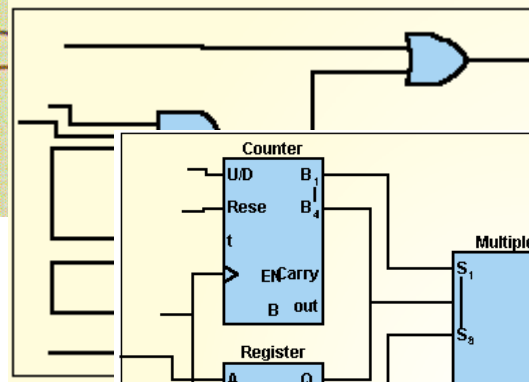 Counter
U/D B1
Rese B4
t
EN Carry
B out
Multiple
S1
S8
Register
A Q